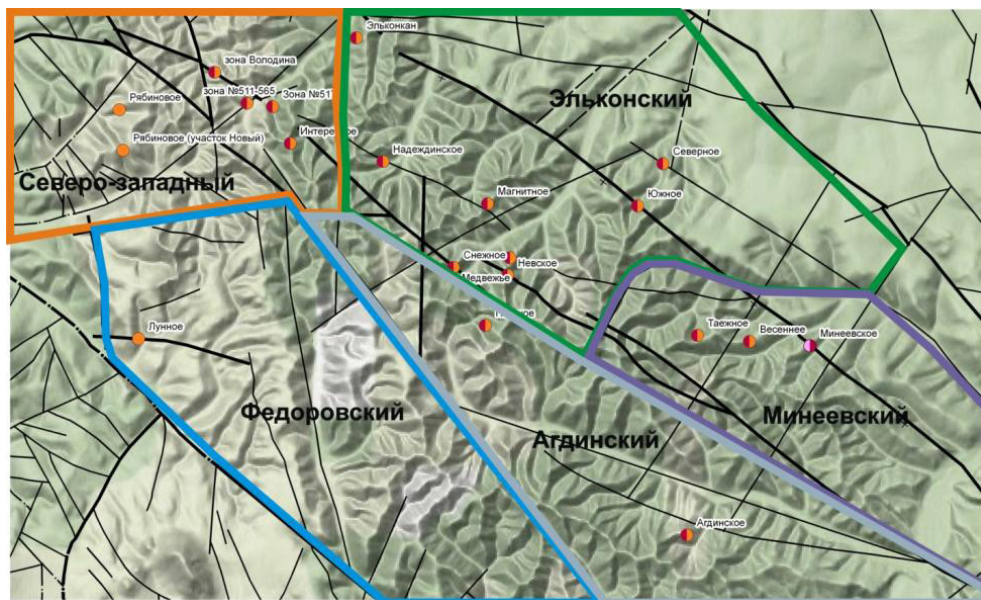 Эльконкан
зона Володина
Эльконский
зона №511-565
Зона №517
Рябиновое
Интересное
Рябиновое (участок Новый)
Надеждинское
Северное
Северо-западный
Магнитное
Южное
Снежное
Невское
Медвежье
Лунное
Таежное
Весеннее
Минеевское
Федоровский
Агдинский
Минеевский
Агдинское